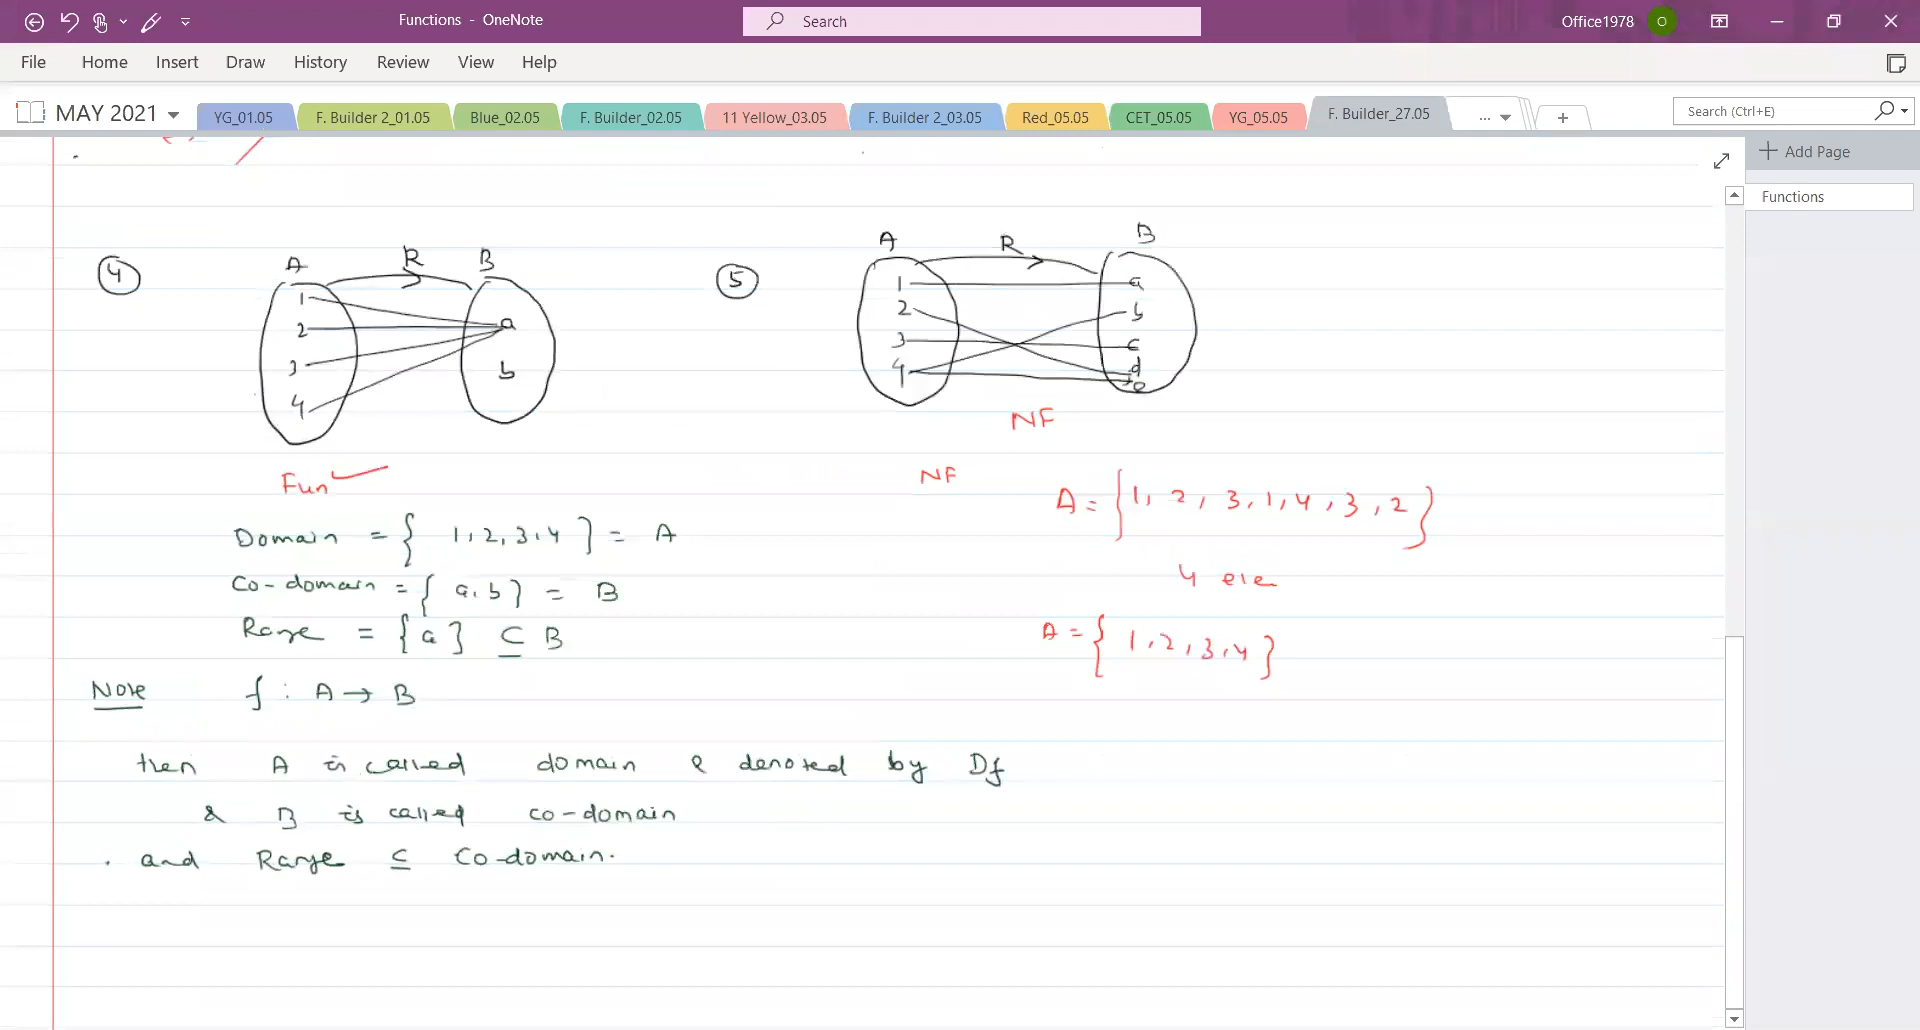 Functions - OneNote
Search
Office1978
O
File Home Insert Draw History Review View Help
MAY 2021
YG_01.05
F. Builder 2_01.05
Blue_02.05
F. Builder_02.05
11 Yellow_03.05
F. Builder 2_03.05
Red_05.05
CET_05.05
YG_05.05
F. Builder_27.05
...
+
Search (Ctrl+E)
Add Page
Functions
4
A R B
1
2
3
4
a
b
Fun ✓
Domain = { 1, 2, 3, 4 } = A
Co-domain = { a, b } = B
Range = { a } ⊆ B
5
A R B
1
2
3
4
a
b
c
d
e
NF
NF
A = { 1, 2, 3, 1, 4, 3, 2 }
4 ele
A = { 1, 2, 3, 4 }
Note f : A → B
then A is called domain & denoted by Df
& B is called co-domain
and Range ⊆ Co-domain.